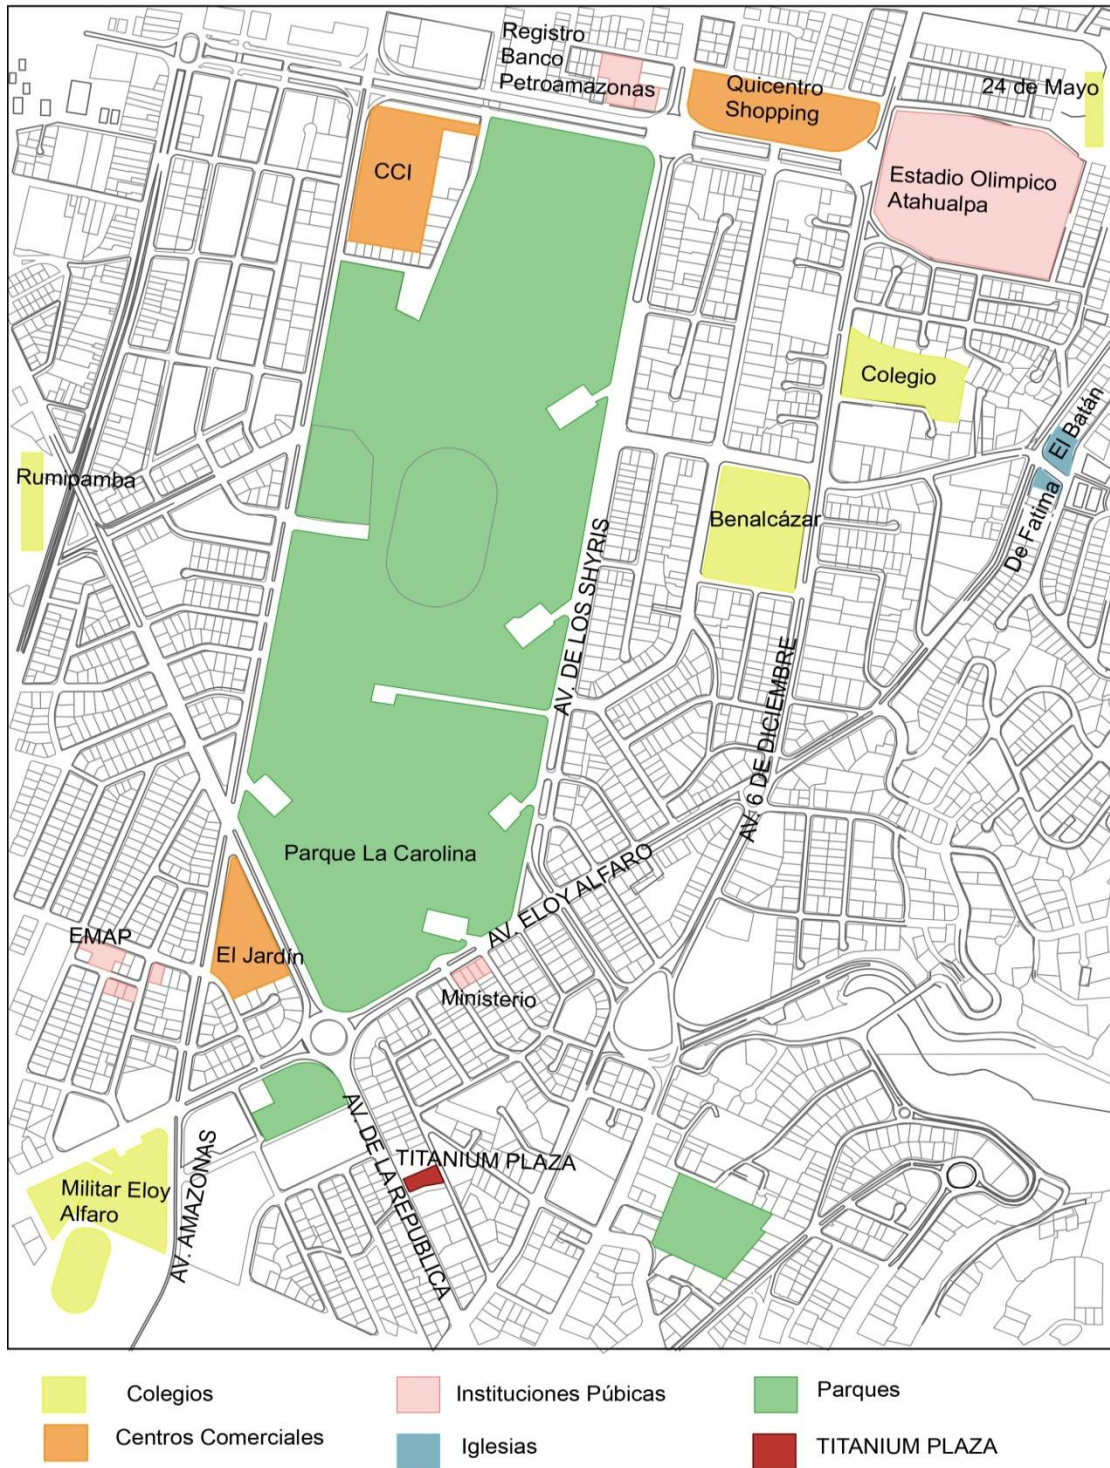 Registro
Banco
Petroamazonas
Quicentro
Shopping
24 de Mayo
CCI
Estadio Olimpico
Atahualpa
Colegio
El Batán
Rumipamba
Benalcázar
De Fatima
AV. DE LOS SHYRIS
AV. 6 DE DICIEMBRE
Parque La Carolina
AV. ELOY ALFARO
EMAP
El Jardín
Ministerio
AV. DE LA REPUBLICA
TITANIUM PLAZA
Militar Eloy
Alfaro
AV. AMAZONAS
Colegios
Instituciones Púbicas
Parques
Centros Comerciales
Iglesias
TITANIUM PLAZA